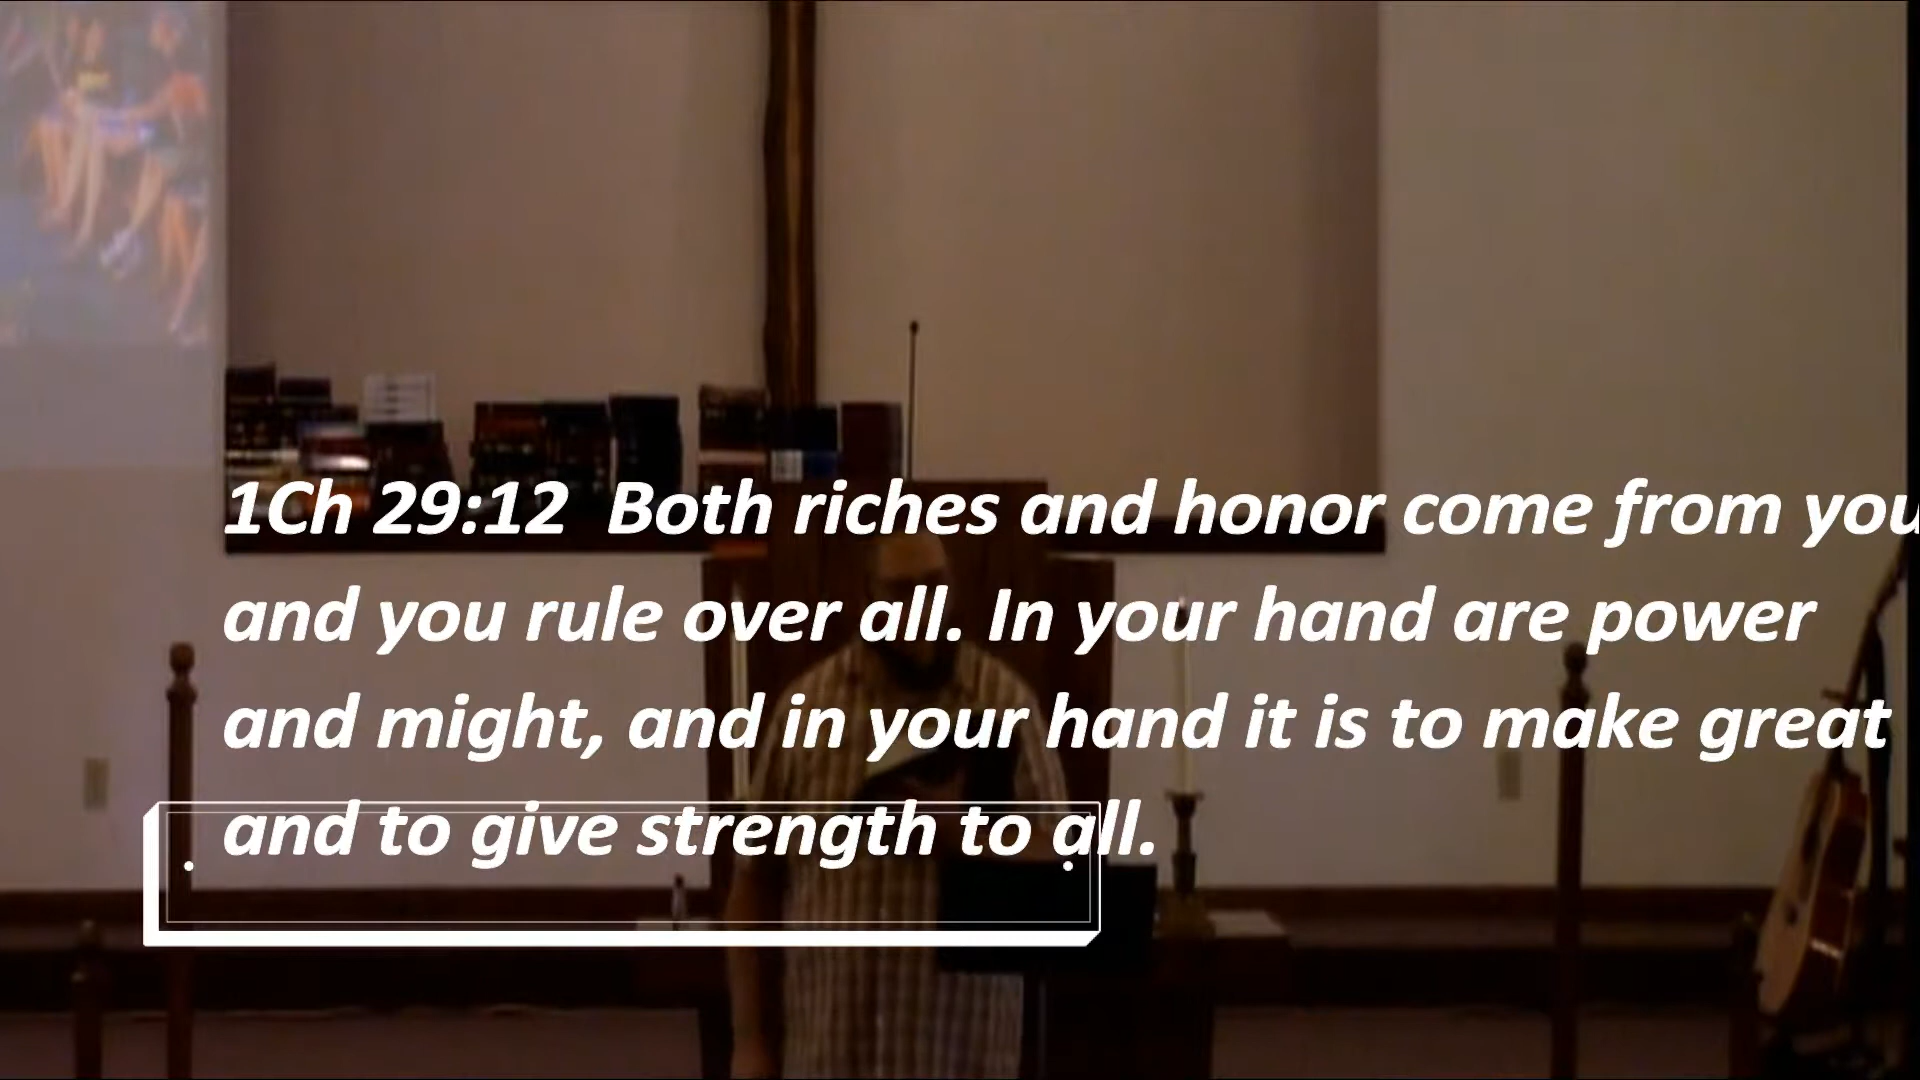 1Ch 29:12 Both riches and honor come from you
and you rule over all. In your hand are power
and might, and in your hand it is to make great
and to give strength to all.